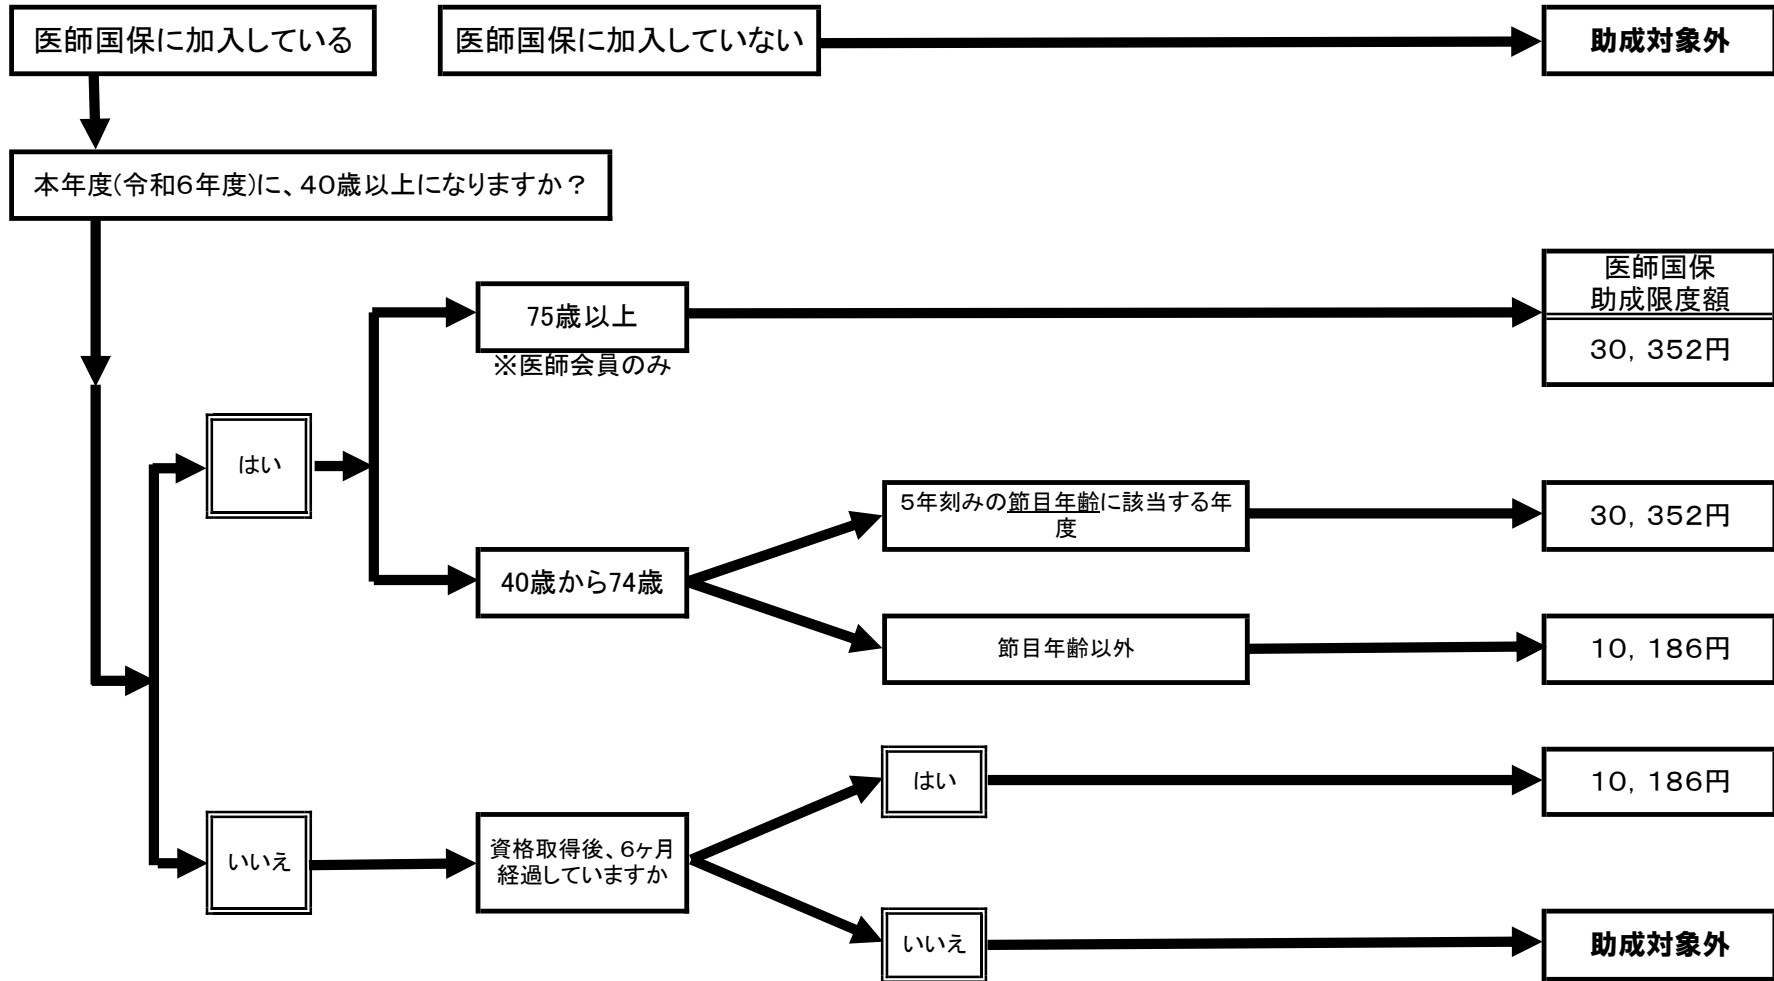 医師国保に加入している
医師国保に加入していない
助成対象外
本年度(令和6年度)に、40歳以上になりますか？
医師国保
助成限度額
75歳以上
30，352円
※医師会員のみ
はい
5年刻みの節目年齢に該当する年
度
30，352円
40歳から74歳
節目年齢以外
10，186円
はい
10，186円
いいえ
資格取得後、6ヶ月
経過していますか
いいえ
助成対象外